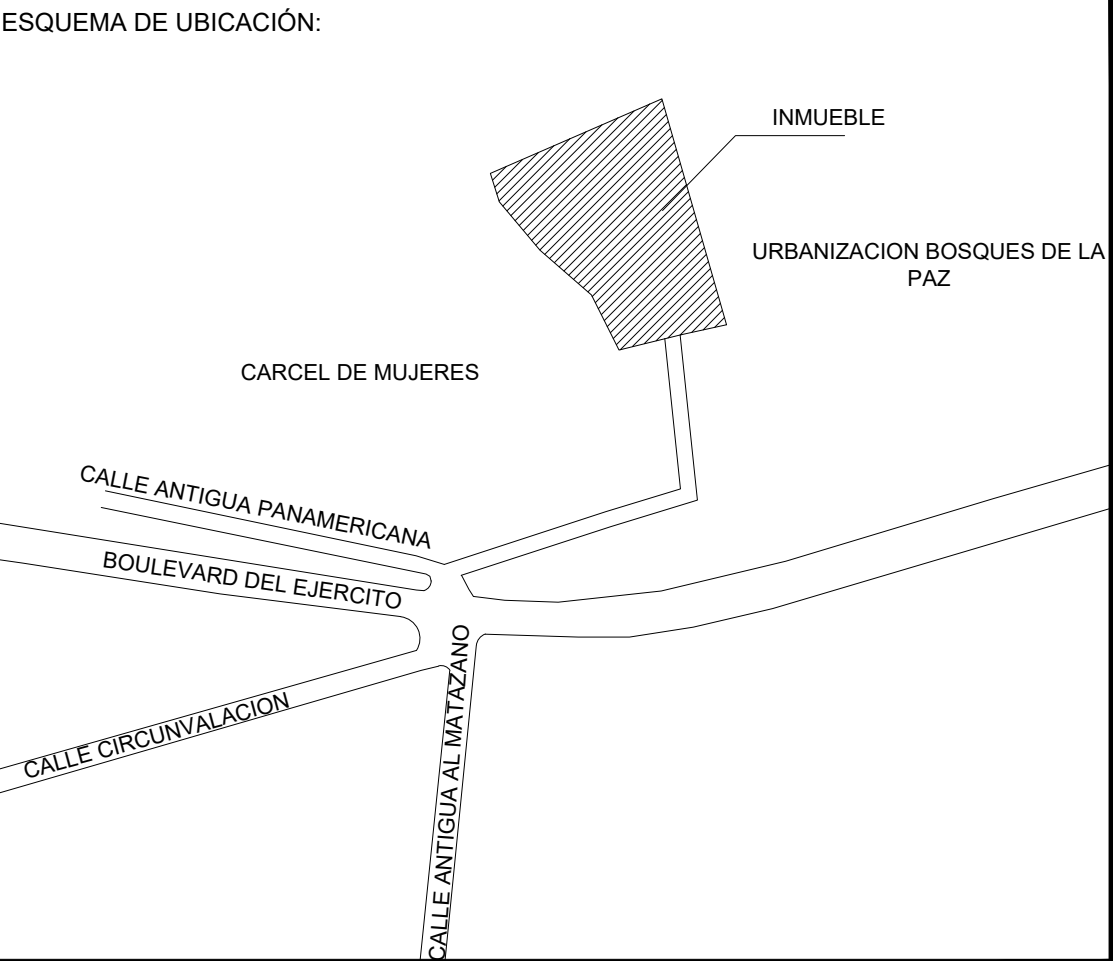 ESQUEMA DE UBICACIÓN:
INMUEBLE
URBANIZACION BOSQUES DE LA
PAZ
CARCEL DE MUJERES
CALLE ANTIGUA PANAMERICANA
BOULEVARD DEL EJERCITO
CALLE CIRCUNVALACION
CALLE ANTIGUA AL MATAZANO